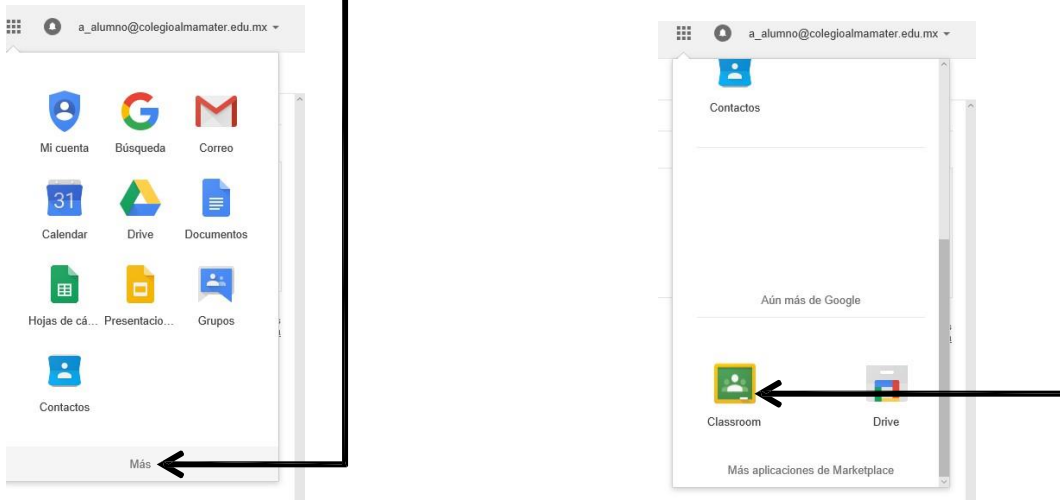 a_alumno@colegioalmamater.edu.mx
Mi cuenta Búsqueda Correo
31
Calendar Drive Documentos
Hojas de cá... Presentacio... Grupos
Contactos
Más
a_alumno@colegioalmamater.edu.mx
Contactos
Aún más de Google
Classroom Drive
Más aplicaciones de Marketplace